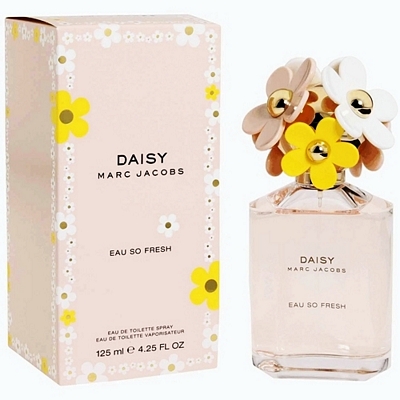 DAISY
MARC JACOBS
EAU SO FRESH
EAU DE TOILETTE SPRAY
EAU DE TOILETTE VAPORISATEUR
125 ml ℮ 4.25 FL OZ
DAISY
MARC JACOBS
EAU SO FRESH